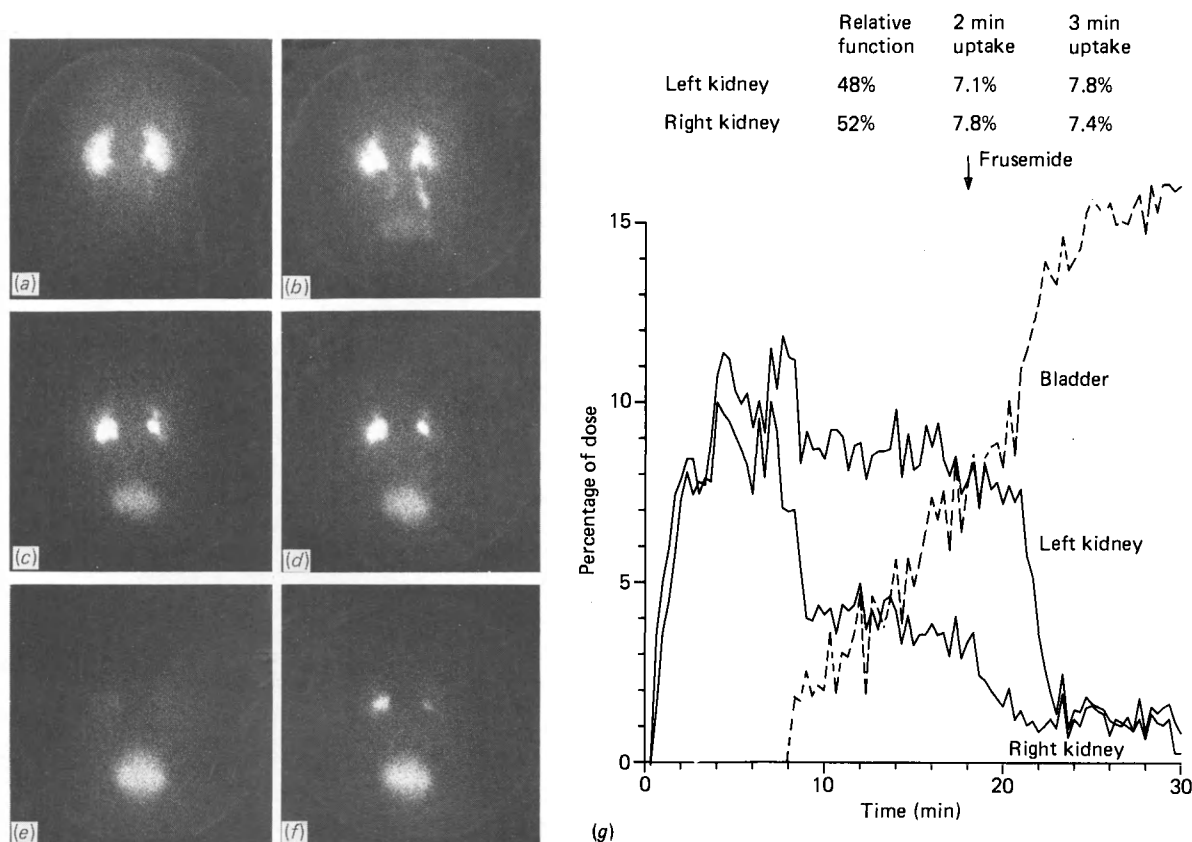 Relative function 2 min uptake 3 min uptake
Left kidney 48% 7.1% 7.8%
Right kidney 52% 7.8% 7.4%
Frusemide
15
10
5
0
Percentage of dose
Bladder
Left kidney
Right kidney
0 10 20 30
Time (min)
(a)
(b)
(c)
(d)
(e)
(f)
(g)